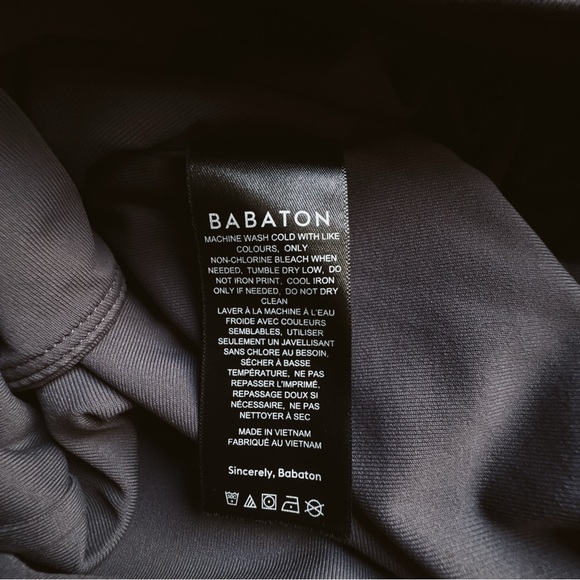 BABATON
MACHINE WASH COLD WITH LIKE
COLOURS, ONLY
NON-CHLORINE BLEACH WHEN
NEEDED, TUMBLE DRY LOW, DO
NOT IRON PRINT, COOL IRON
ONLY IF NEEDED, DO NOT DRY
CLEAN
LAVER À LA MACHINE À L'EAU
FROIDE AVEC COULEURS
SEMBLABLES, UTILISER
SEULEMENT UN JAVELLISANT
SANS CHLORE AU BESOIN,
SÉCHER À BASSE
TEMPÉRATURE, NE PAS
REPASSER L'IMPRIMÉ,
REPASSAGE DOUX SI
NÉCESSAIRE, NE PAS
NETTOYER À SEC
MADE IN VIETNAM
FABRIQUÉ AU VIETNAM
Sincerely, Babaton